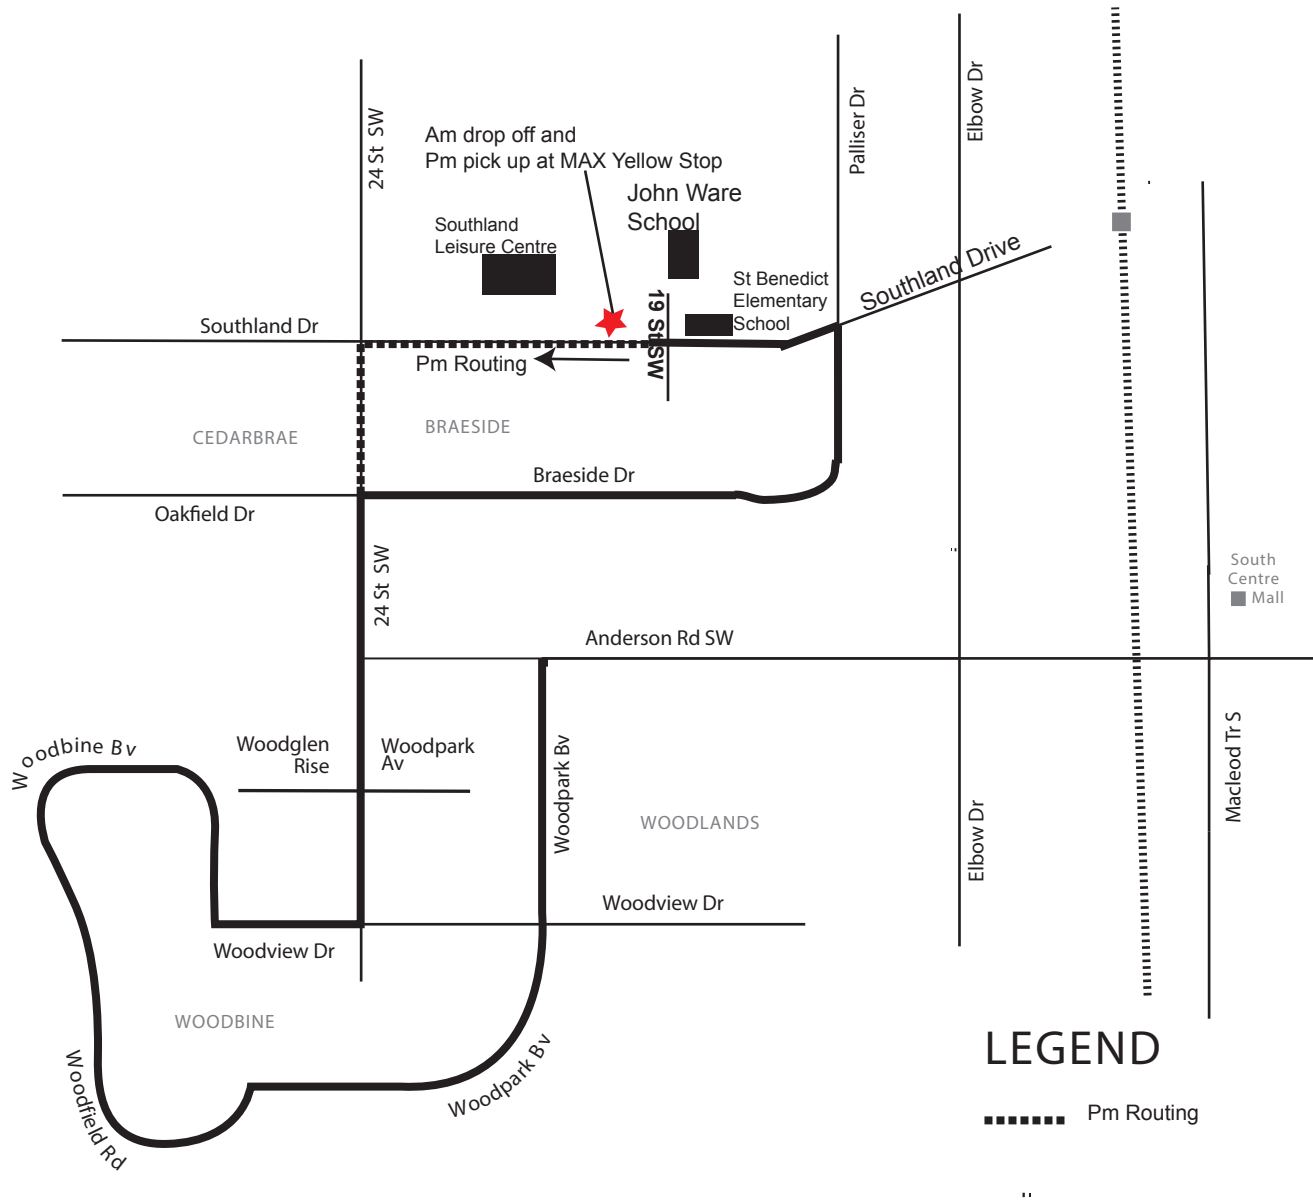 24 St  SW
Am drop off and
Pm pick up at MAX Yellow Stop
Palliser Dr
Elbow Dr
John Ware
School
Southland
Leisure Centre
St Benedict
Elementary
School
Southland Drive
19 St SW
Southland Dr
Pm Routing
CEDARBRAE
BRAESIDE
Braeside Dr
Oakfield Dr
24 St  SW
South
Centre
Mall
Anderson Rd SW
Woodbine Bv
Woodglen
Rise
Woodpark
Av
Woodpark Bv
WOODLANDS
Elbow Dr
Macleod Tr S
Woodview Dr
Woodview Dr
WOODBINE
Woodfield Rd
Woodpark Bv
LEGEND
Pm Routing